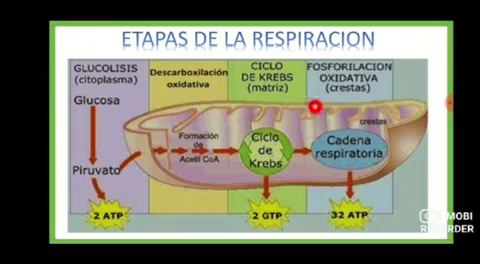 ETAPAS DE LA RESPIRACION
GLUCOLISIS
(citoplasma)
Glucosa
Piruvato
2 ATP
Descarboxilación
oxidativa
Formación
de
Acetil CoA
CICLO
DE KREBS
(matriz)
Ciclo
de
Krebs
2 GTP
FOSFORILACION
OXIDATIVA
(crestas)
crestas
Cadena
respiratoria
32 ATP
MOBI